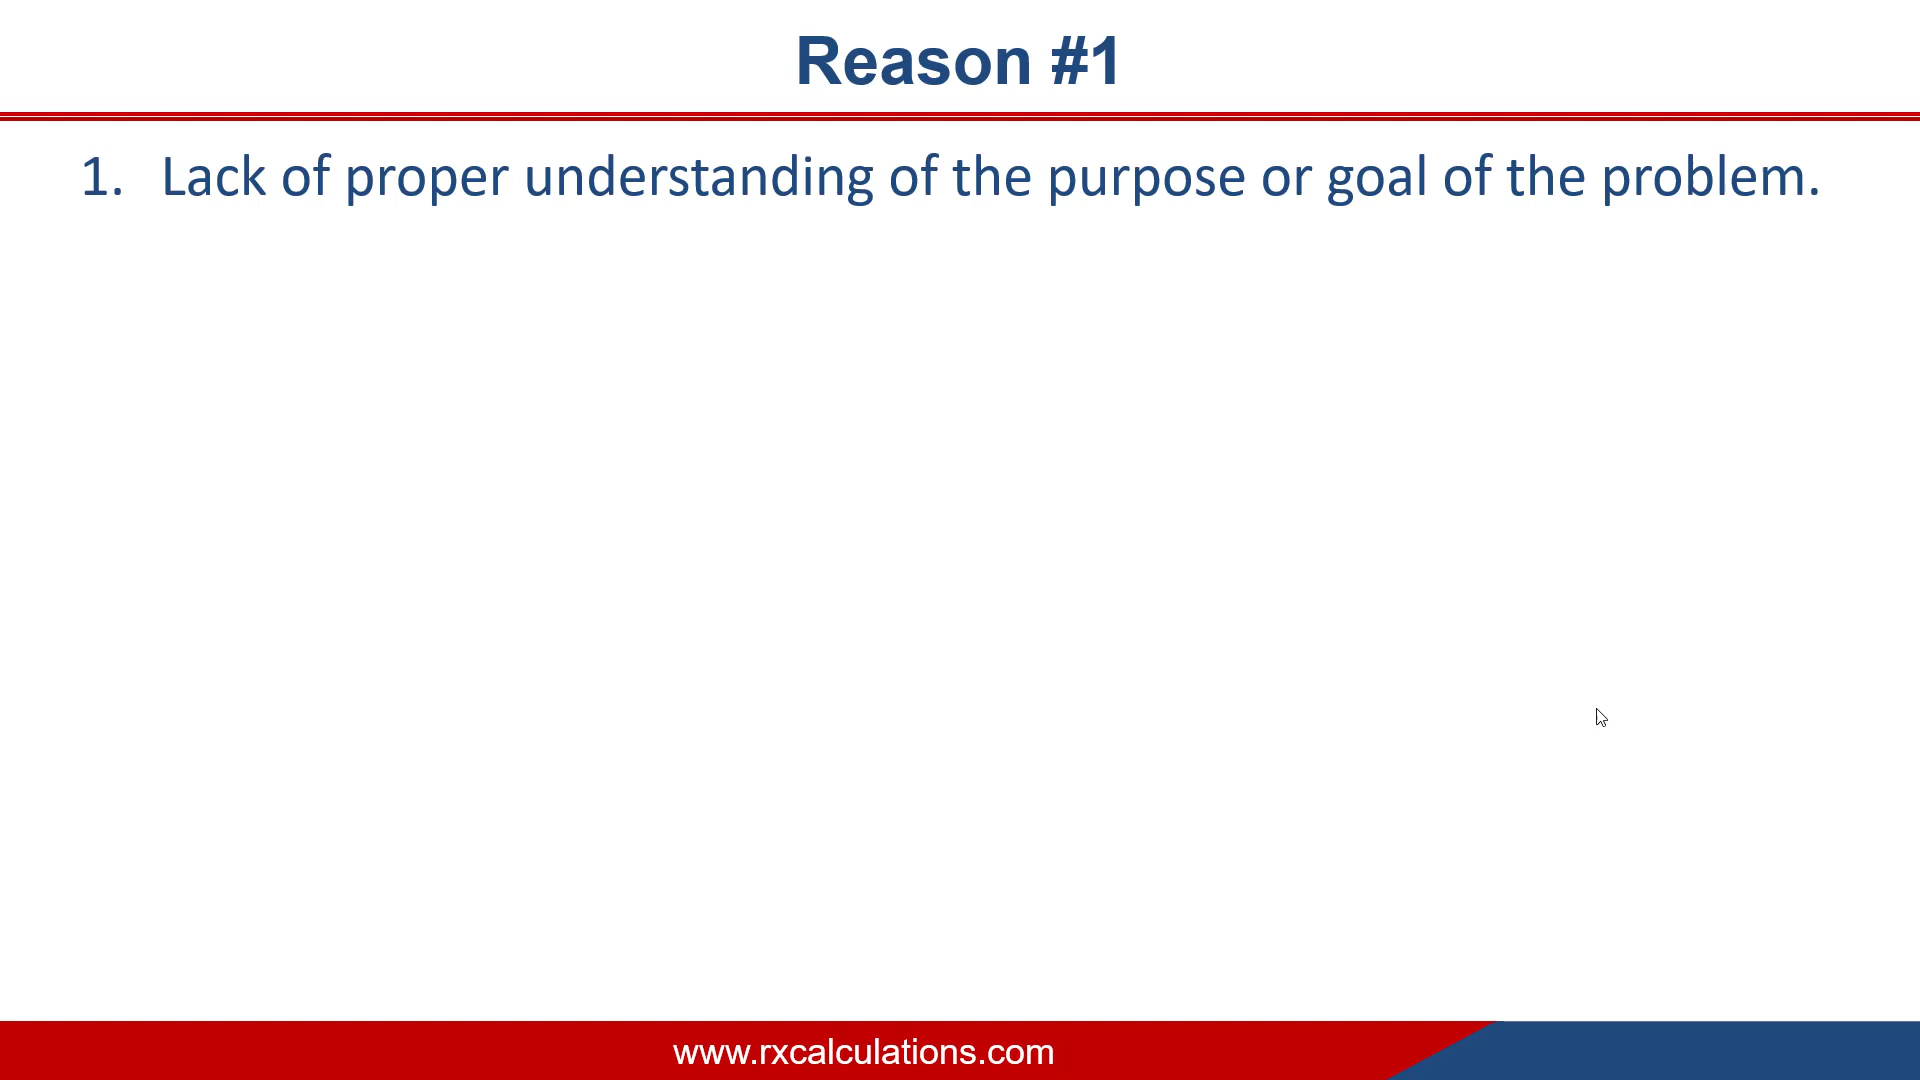 Reason #1
1. Lack of proper understanding of the purpose or goal of the problem.
www.rxcalculations.com